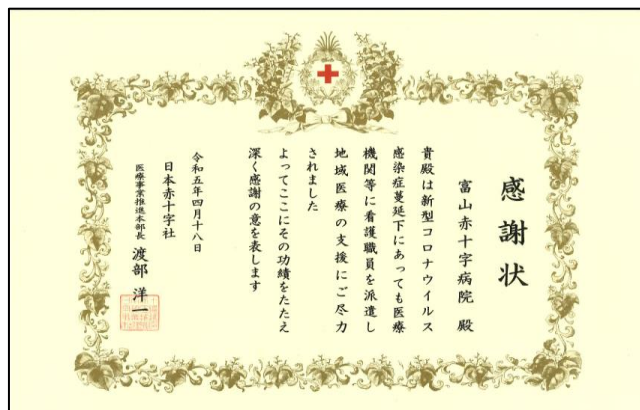 感謝状
富山赤十字病院 殿
貴殿は新型コロナウイルス
感染症蔓延下にあっても医療
機関等に看護職員を派遣し
地域医療の支援にご尽力
されました
よってここにその功績をたたえ
深く感謝の意を表します
令和五年四月十八日
日本赤十字社
医療事業推進本部長 渡部 洋一